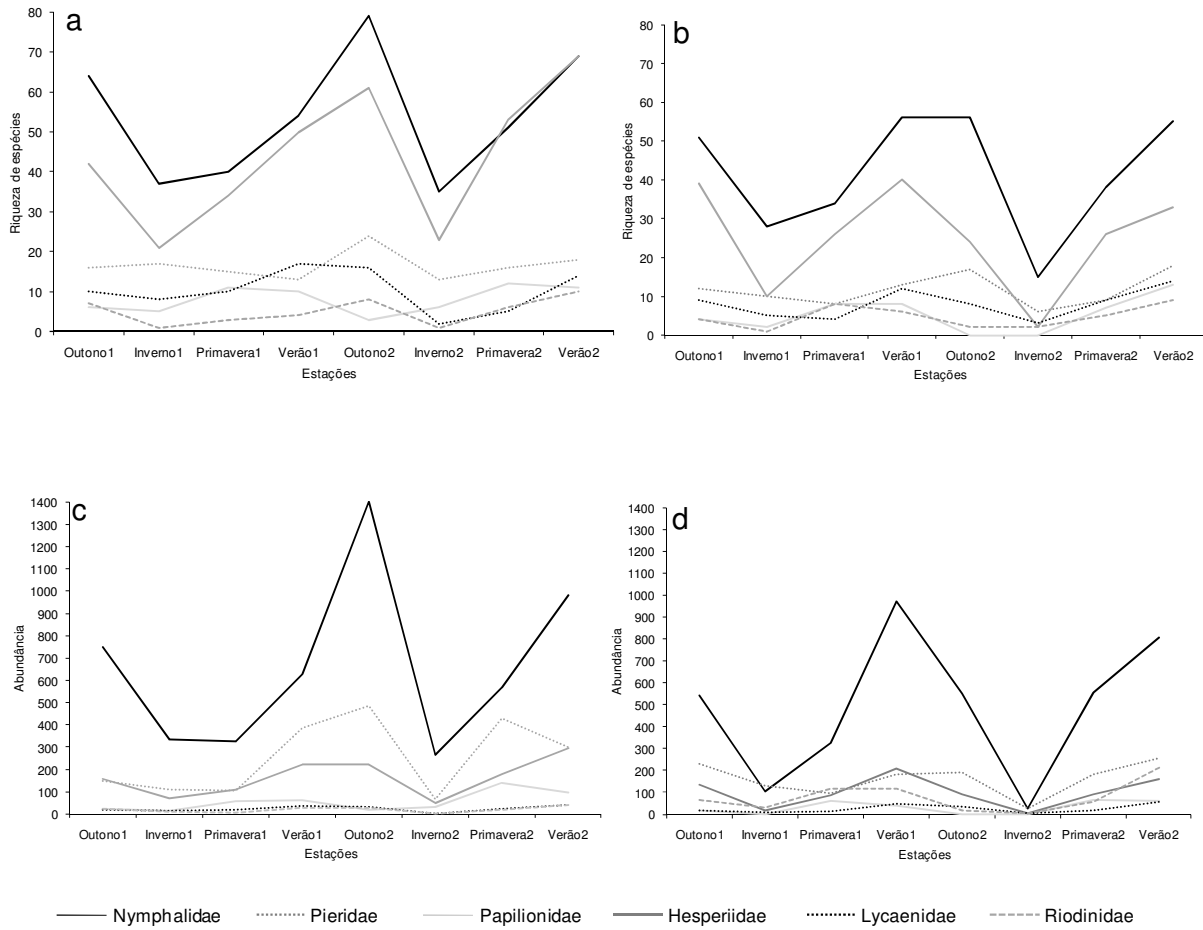 a
80
70
60
50
40
30
20
10
0
Riqueza de espécies
Outono1 Inverno1 Primavera1 Verão1 Outono2 Inverno2 Primavera2 Verão2
Estações
b
80
70
60
50
40
30
20
10
0
Riqueza de espécies
Outono1 Inverno1 Primavera1 Verão1 Outono2 Inverno2 Primavera2 Verão2
Estações
c
1400
1300
1200
1100
1000
900
800
700
600
500
400
300
200
100
0
Abundância
Outono1 Inverno1 Primavera1 Verão1 Outono2 Inverno2 Primavera2 Verão2
Estações
d
1400
1300
1200
1100
1000
900
800
700
600
500
400
300
200
100
0
Abundância
Outono1 Inverno1 Primavera1 Verão1 Outono2 Inverno2 Primavera2 Verão2
Estações
Nymphalidae Pieridae Papilionidae Hesperiidae Lycaenidae Riodinidae